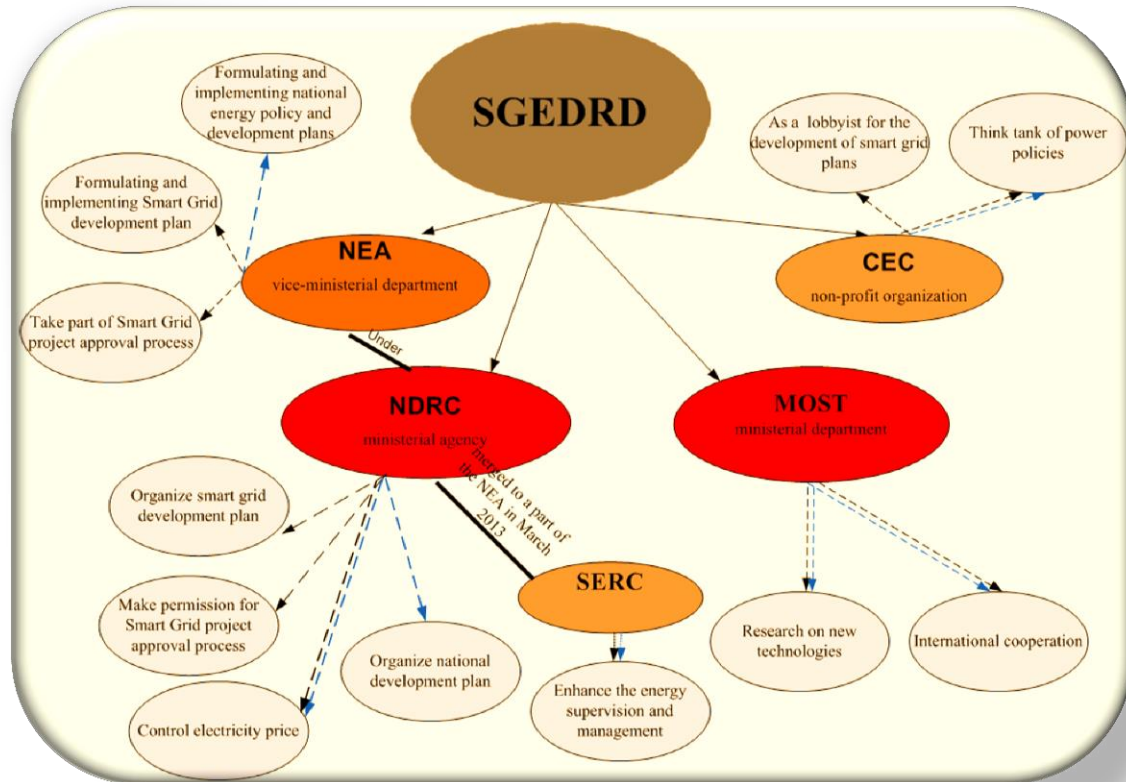 SGEDRD
Formulating and
implementing national
energy policy and
development plans
As a lobbyist for the
development of smart grid
plans
Think tank of power
policies
Formulating and
implementing Smart Grid
development plan
NEA
vice-ministerial department
CEC
non-profit organization
Take part of Smart Grid
project approval process
Under
NDRC
ministerial agency
MOST
ministerial department
merged to a part of
the NEA in March
2013
Organize smart grid
development plan
SERC
Make permission for
Smart Grid project
approval process
Organize national
development plan
Research on new
technologies
International cooperation
Control electricity price
Enhance the energy
supervision and
management